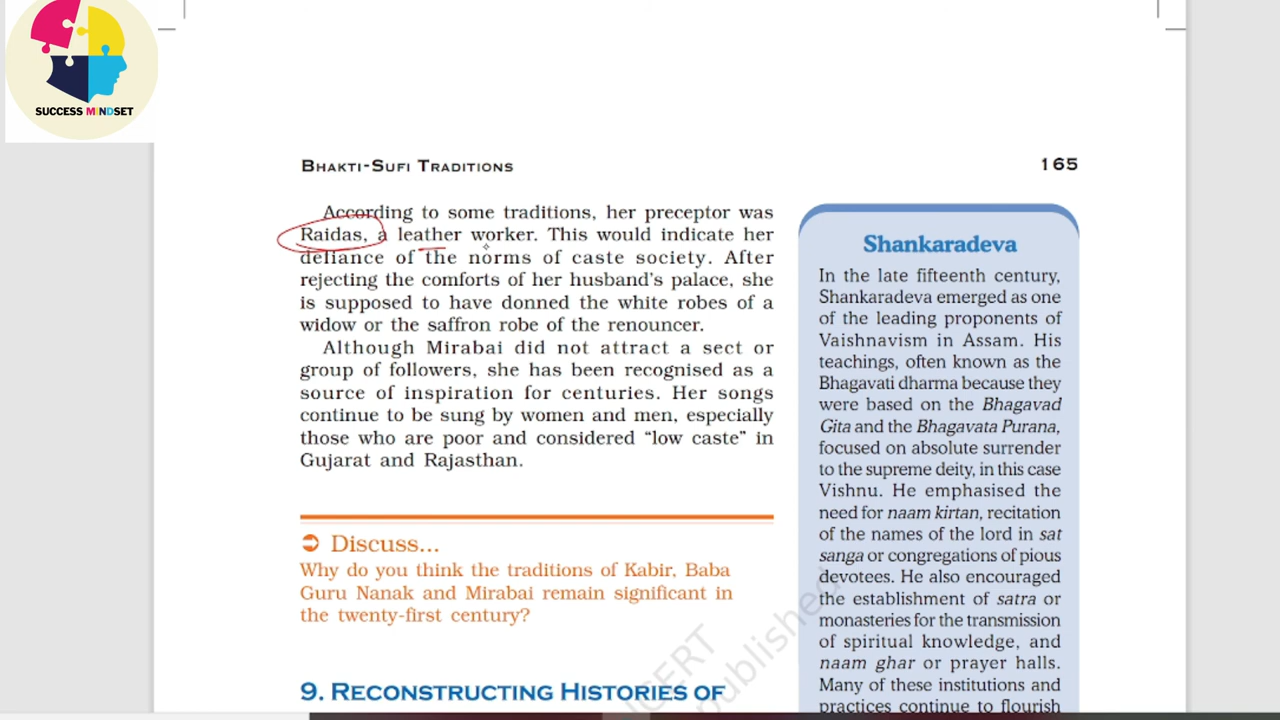 SUCCESS MINDSET
BHAKTI-SUFI TRADITIONS
165
According to some traditions, her preceptor was
Raidas, a leather worker. This would indicate her
defiance of the norms of caste society. After
rejecting the comforts of her husband's palace, she
is supposed to have donned the white robes of a
widow or the saffron robe of the renouncer.
Although Mirabai did not attract a sect or
group of followers, she has been recognised as a
source of inspiration for centuries. Her songs
continue to be sung by women and men, especially
those who are poor and considered “low caste” in
Gujarat and Rajasthan.
Discuss...
Why do you think the traditions of Kabir, Baba
Guru Nanak and Mirabai remain significant in
the twenty-first century?
9. RECONSTRUCTING HISTORIES OF
Shankaradeva
In the late fifteenth century,
Shankaradeva emerged as one
of the leading proponents of
Vaishnavism in Assam. His
teachings, often known as the
Bhagavati dharma because they
were based on the Bhagavad
Gita and the Bhagavata Purana,
focused on absolute surrender
to the supreme deity, in this case
Vishnu. He emphasised the
need for naam kirtan, recitation
of the names of the lord in sat
sanga or congregations of pious
devotees. He also encouraged
the establishment of satra or
monasteries for the transmission
of spiritual knowledge, and
naam ghar or prayer halls.
Many of these institutions and
practices continue to flourish
NCERT
published